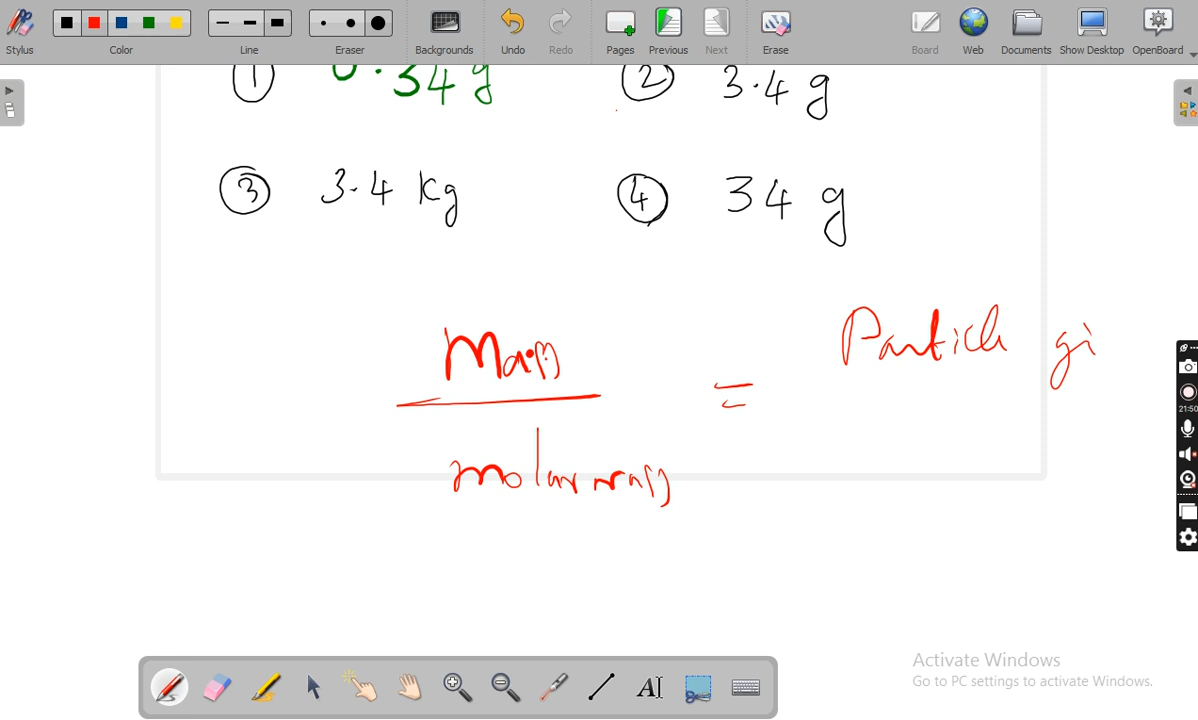 Stylus Color Line Eraser Backgrounds Undo Redo Pages Previous Next Erase Board Web Documents Show Desktop OpenBoard
① 0.34 g ② 3.4 g
③ 3.4 Kg ④ 34 g
Mass = Particle gi
molar mass
21:50
AI
Activate Windows
Go to PC settings to activate Windows.